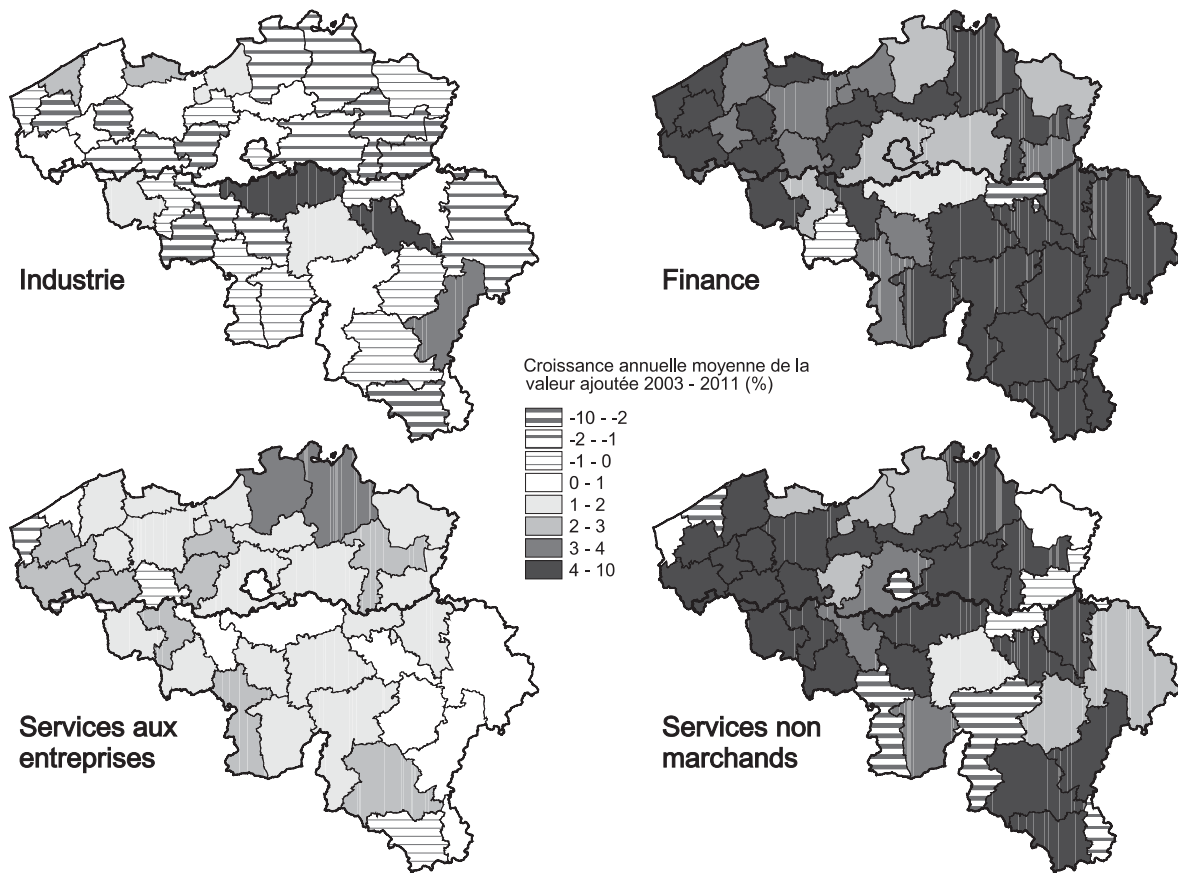 Industrie
Finance
Croissance annuelle moyenne de la
valeur ajoutée 2003 - 2011 (%)
-10 - -2
-2 - -1
-1 - 0
0 - 1
1 - 2
2 - 3
3 - 4
4 - 10
Services aux
entreprises
Services non
marchands